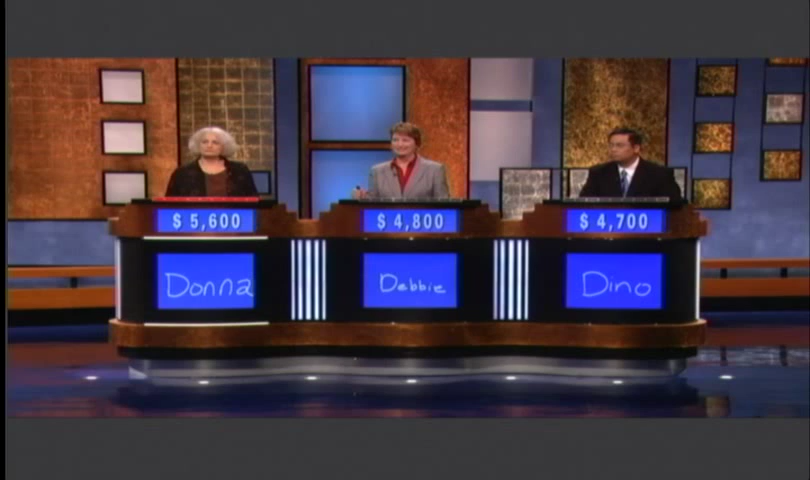 $ 5,600
$ 4,800
$ 4,700
Donna
Debbie
Dino